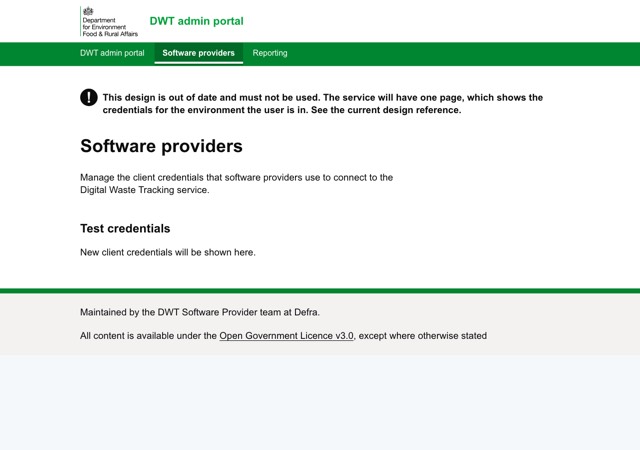 Department
for Environment
Food & Rural Affairs
DWT admin portal
DWT admin portal
Software providers
Reporting
! This design is out of date and must not be used. The service will have one page, which shows the
credentials for the environment the user is in. See the current design reference.
Software providers
Manage the client credentials that software providers use to connect to the
Digital Waste Tracking service.
Test credentials
New client credentials will be shown here.
Maintained by the DWT Software Provider team at Defra.
All content is available under the Open Government Licence v3.0, except where otherwise stated